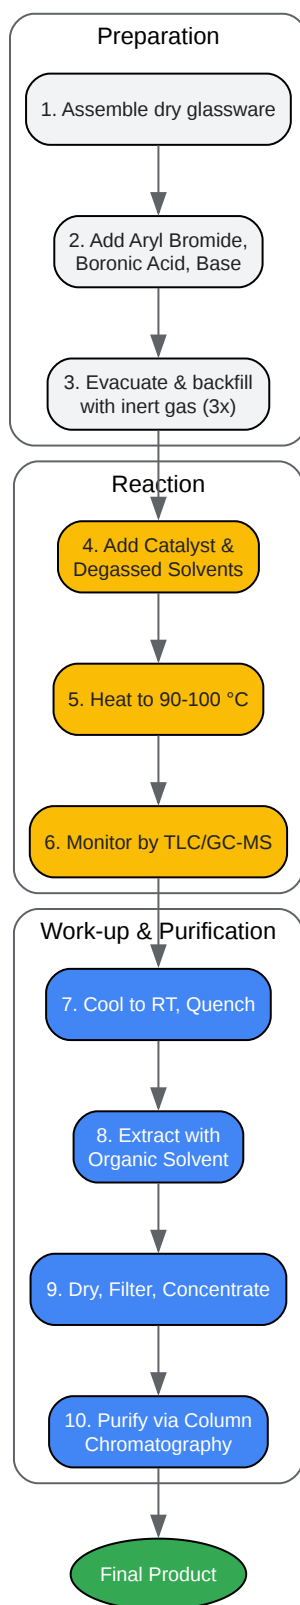 Preparation
1. Assemble dry glassware
2. Add Aryl Bromide,
Boronic Acid, Base
3. Evacuate & backfill
with inert gas (3x)
Reaction
4. Add Catalyst &
Degassed Solvents
5. Heat to 90-100 °C
6. Monitor by TLC/GC-MS
Work-up & Purification
7. Cool to RT, Quench
8. Extract with
Organic Solvent
9. Dry, Filter, Concentrate
10. Purify via Column
Chromatography
Final Product